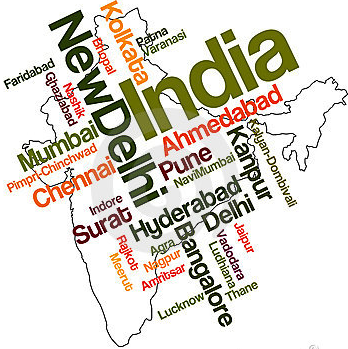 Kolkata
New Delhi
India
Bhopal
Patna
Varanasi
Faridabad
Ghaziabad
Nashik
Mumbai
Ahmedabad
Pimpri-Chinchwad
Chennai
Pune
NaviMumbai
Kanpur
Kalyan-Dombivali
Indore
Surat
Hyderabad
Delhi
Rajkot
Meerut
Agra
Nagpur
Amritsar
Bangalore
Vadodara
Jaipur
Ludhiana
Lucknow
Thane